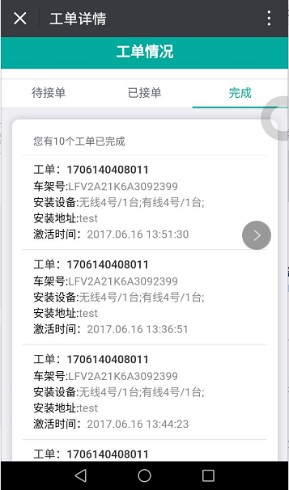 工单详情
工单情况
待接单
已接单
完成
您有10个工单已完成
工单：1706140408011
车架号:LFV2A21K6A3092399
安装设备:无线4号/1台;有线4号/1台;
安装地址:test
激活时间：2017.06.16 13:51:30
工单：1706140408011
车架号:LFV2A21K6A3092399
安装设备:无线4号/1台;有线4号/1台;
安装地址:test
激活时间：2017.06.16 13:36:51
工单：1706140408011
车架号:LFV2A21K6A3092399
安装设备:无线4号/1台;有线4号/1台;
安装地址:test
激活时间：2017.06.16 13:44:23
工单：1706140408011